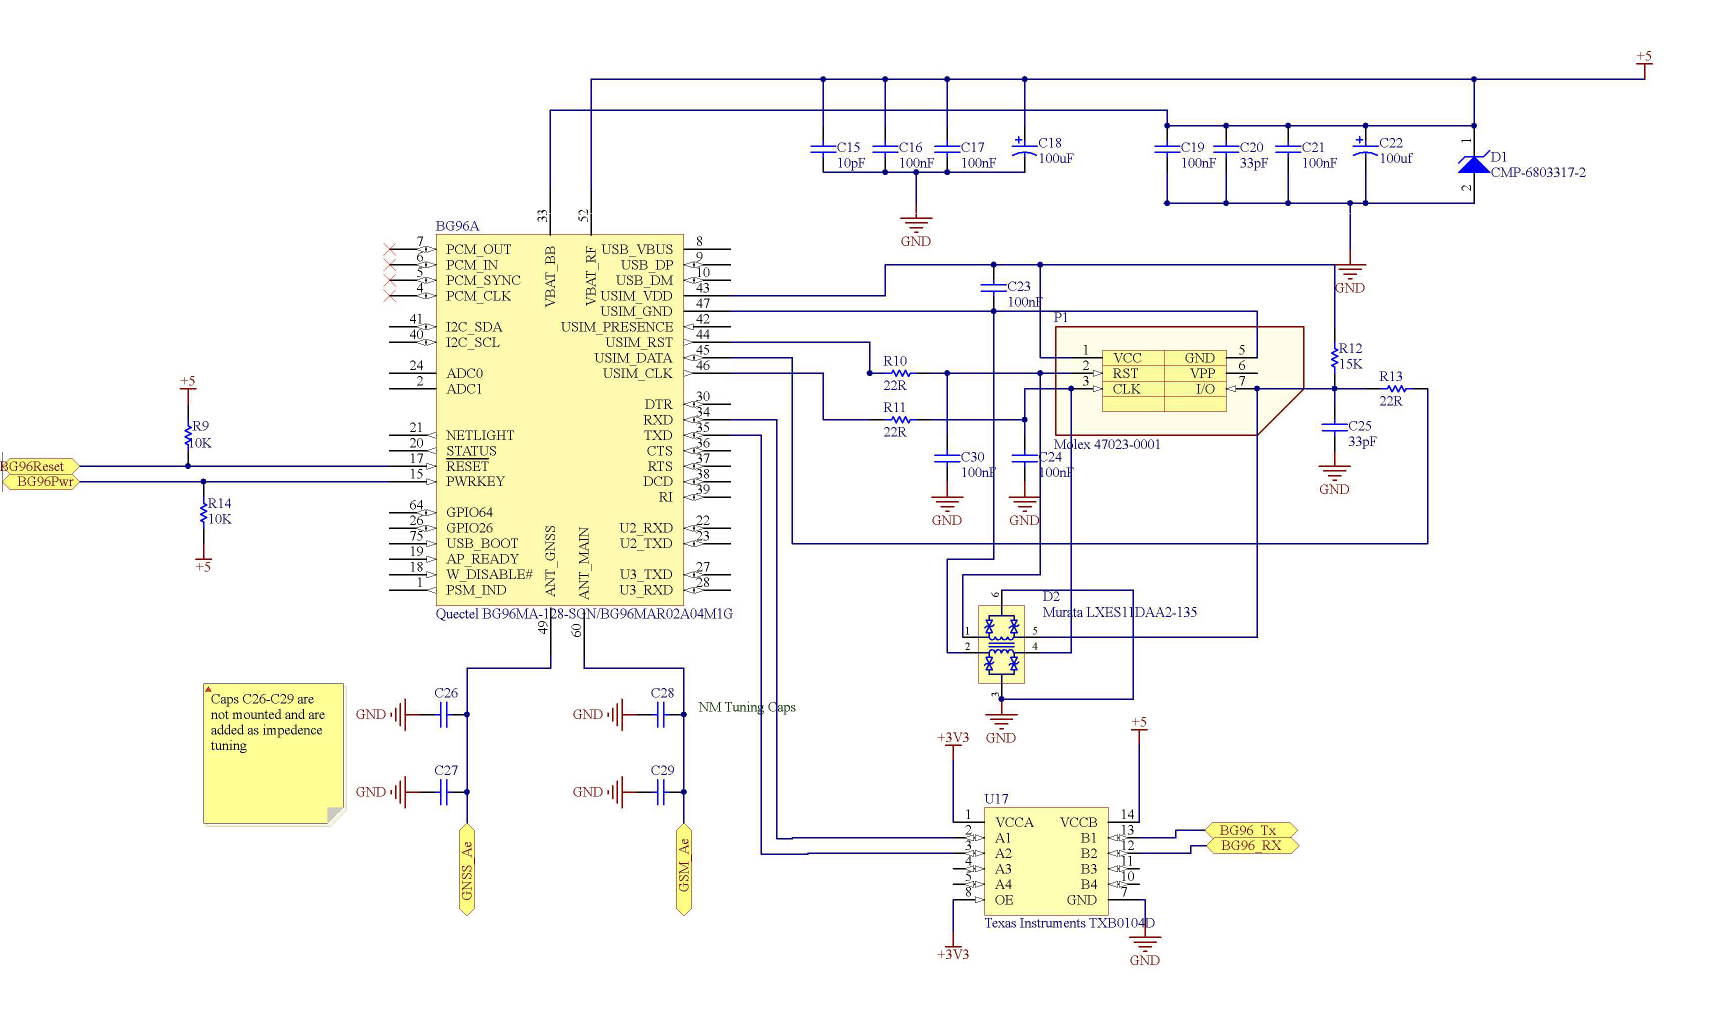 +5
C15
10pF
C16
100nF
C17
100nF
C18
100uF
C19
100nF
C20
33pF
C21
100nF
C22
100uf
1
D1
CMP-6803317-2
2
GND
GND
33
52
BG96A
VBAT_BB
VBAT_RF
7 PCM_OUT
6 PCM_IN
5 PCM_SYNC
4 PCM_CLK
41 I2C_SDA
40 I2C_SCL
24 ADC0
2 ADC1
21 NETLIGHT
20 STATUS
17 RESET
15 PWRKEY
64 GPIO64
26 GPIO26
75 USB_BOOT
19 AP_READY
18 W_DISABLE#
1 PSM_IND
USB_VBUS 8
USB_DP 9
USB_DM 10
USIM_VDD 43
USIM_GND 47
USIM_PRESENCE 42
USIM_RST 44
USIM_DATA 45
USIM_CLK 46
DTR 30
RXD 34
TXD 35
CTS 36
RTS 37
DCD 38
RI 39
U2_RXD 22
U2_TXD 23
U3_TXD 27
U3_RXD 28
ANT_GNSS
ANT_MAIN
Quectel BG96MA-128-SGN/BG96MAR02A04M1G
49
60
+5
R9
10K
BG96Reset
BG96Pwr
R14
10K
+5
C23
100nF
P1
1 VCC GND 5
2 RST VPP 6
3 CLK I/O 7
Molex 47023-0001
R10
22R
R11
22R
R12
15K
R13
22R
C25
33pF
GND
C30
100nF
GND
C24
100nF
GND
D2
Murata LXES11DAA2-135
6
1
2
5
4
3
GND
Caps C26-C29 are
not mounted and are
added as impedence
tuning
GND
C26
GND
C27
GND
C28
GND
C29
NM Tuning Caps
GNSS_Ae
GSM_Ae
+3V3
+5
U17
1 VCCA VCCB 14
2 A1 B1 13
3 A2 B2 12
4 A3 B3 11
5 A4 B4 10
8 OE GND 7
Texas Instruments TXB0104D
BG96_Tx
BG96_RX
+3V3
GND